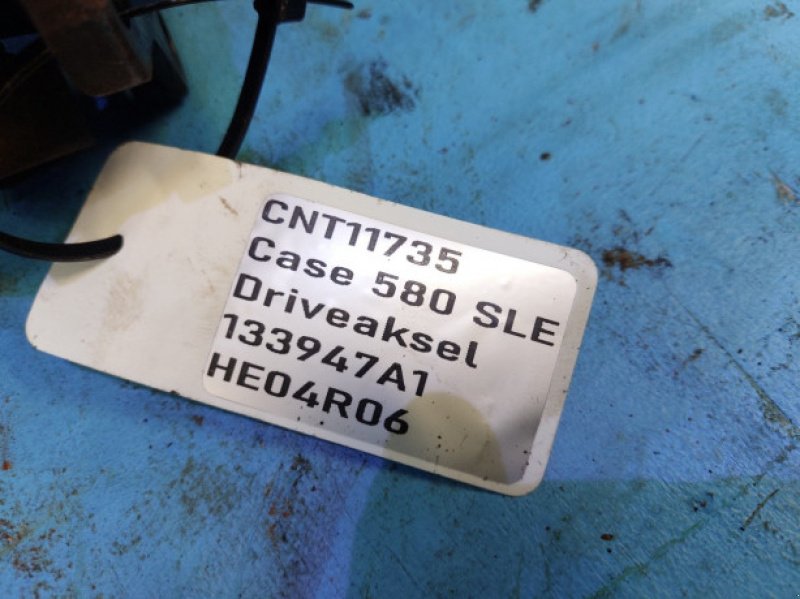 CNT11735
Case 580 SLE
Driveaksel
133947A1
HE04R06